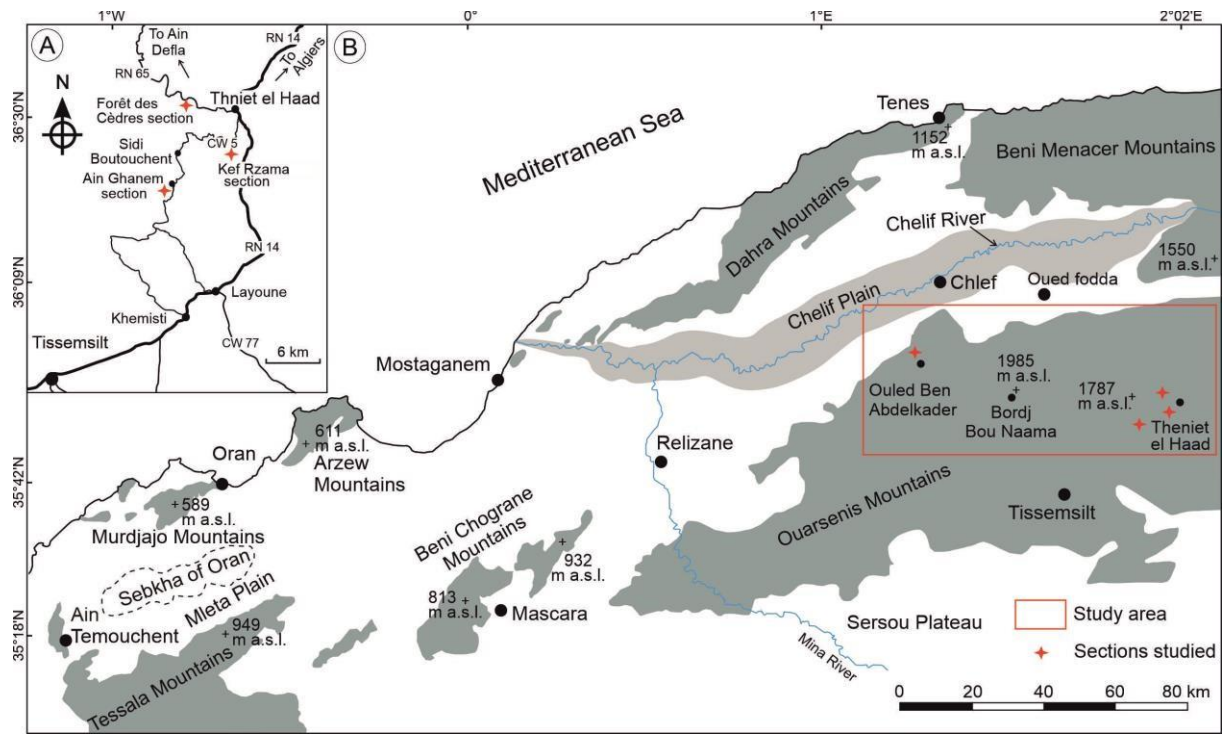 1°W
0°
1°E
2°02'E
36°30'N
36°09'N
35°42'N
35°18'N
A
To Ain
Defla
RN 14
To
Algiers
RN 65
N
Thniet el Haad
Forêt des
Cèdres section
CW 5
Sidi
Boutouchent
Kef Rzama
section
Ain Ghanem
section
RN 14
Layoune
Khemisti
CW 77
Tissemsilt
6 km
B
Mediterranean Sea
Tenes
1152
m a.s.l.
Beni Menacer Mountains
Dahra Mountains
Chelif River
1550
m a.s.l.
Chelif Plain
Chlef
Oued fodda
Mostaganem
Ouled Ben
Abdelkader
1985
m a.s.l.
Bordj
Bou Naama
1787
m a.s.l.
Theniet
el Haad
611
m a.s.l.
Arzew
Mountains
Oran
Relizane
589
m a.s.l.
Murdjajo Mountains
Beni Chograne
Mountains
Ouarsenis Mountains
Tissemsilt
Sebkha of Oran
Mleta Plain
932
m a.s.l.
813
m a.s.l.
Mascara
Ain
Temouchent
949
m a.s.l.
Tessala Mountains
Mina River
Sersou Plateau
Study area
Sections studied
0 20 40 60 80 km